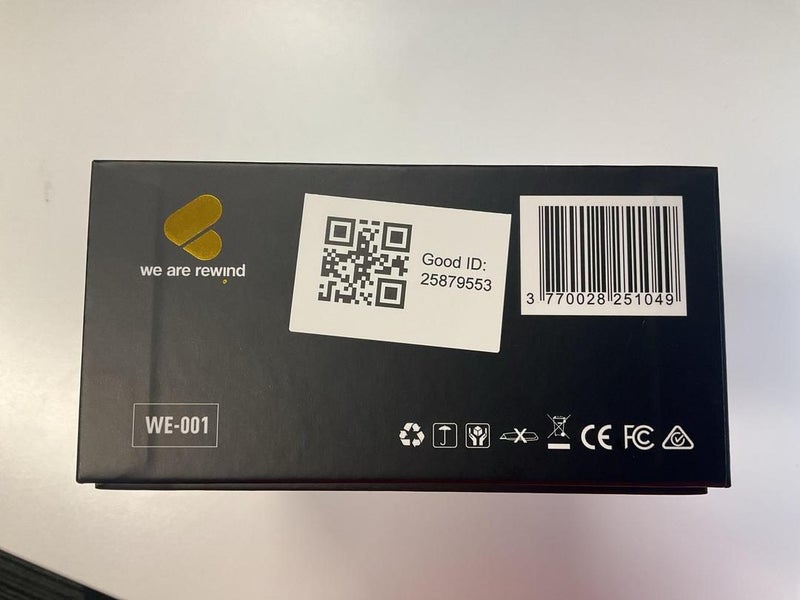 we are rewind
Good ID:
25879553
3 770028 251049
WE-001
CE FC